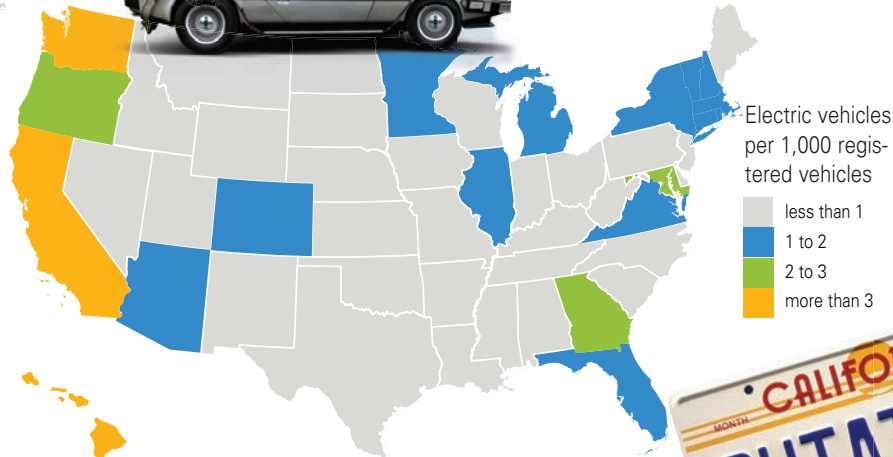 Electric vehicles
per 1,000 regis-
tered vehicles
less than 1
1 to 2
2 to 3
more than 3
MONTH